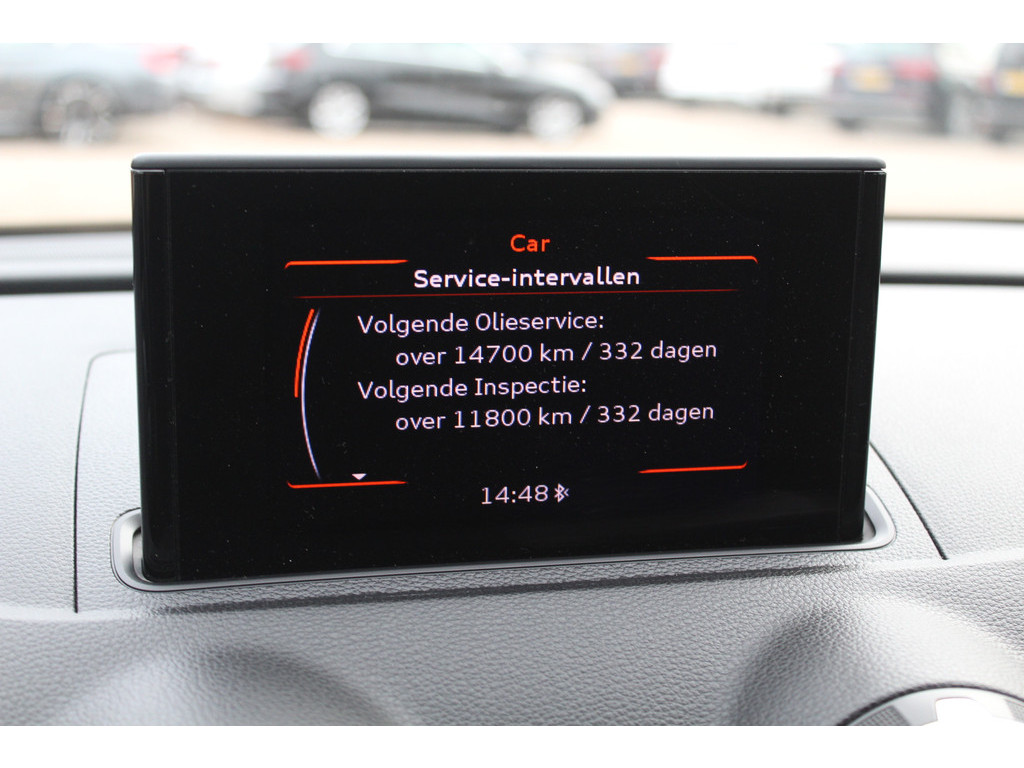 Car
Service-intervallen
Volgende Olieservice:
over 14700 km / 332 dagen
Volgende Inspectie:
over 11800 km / 332 dagen
14:48